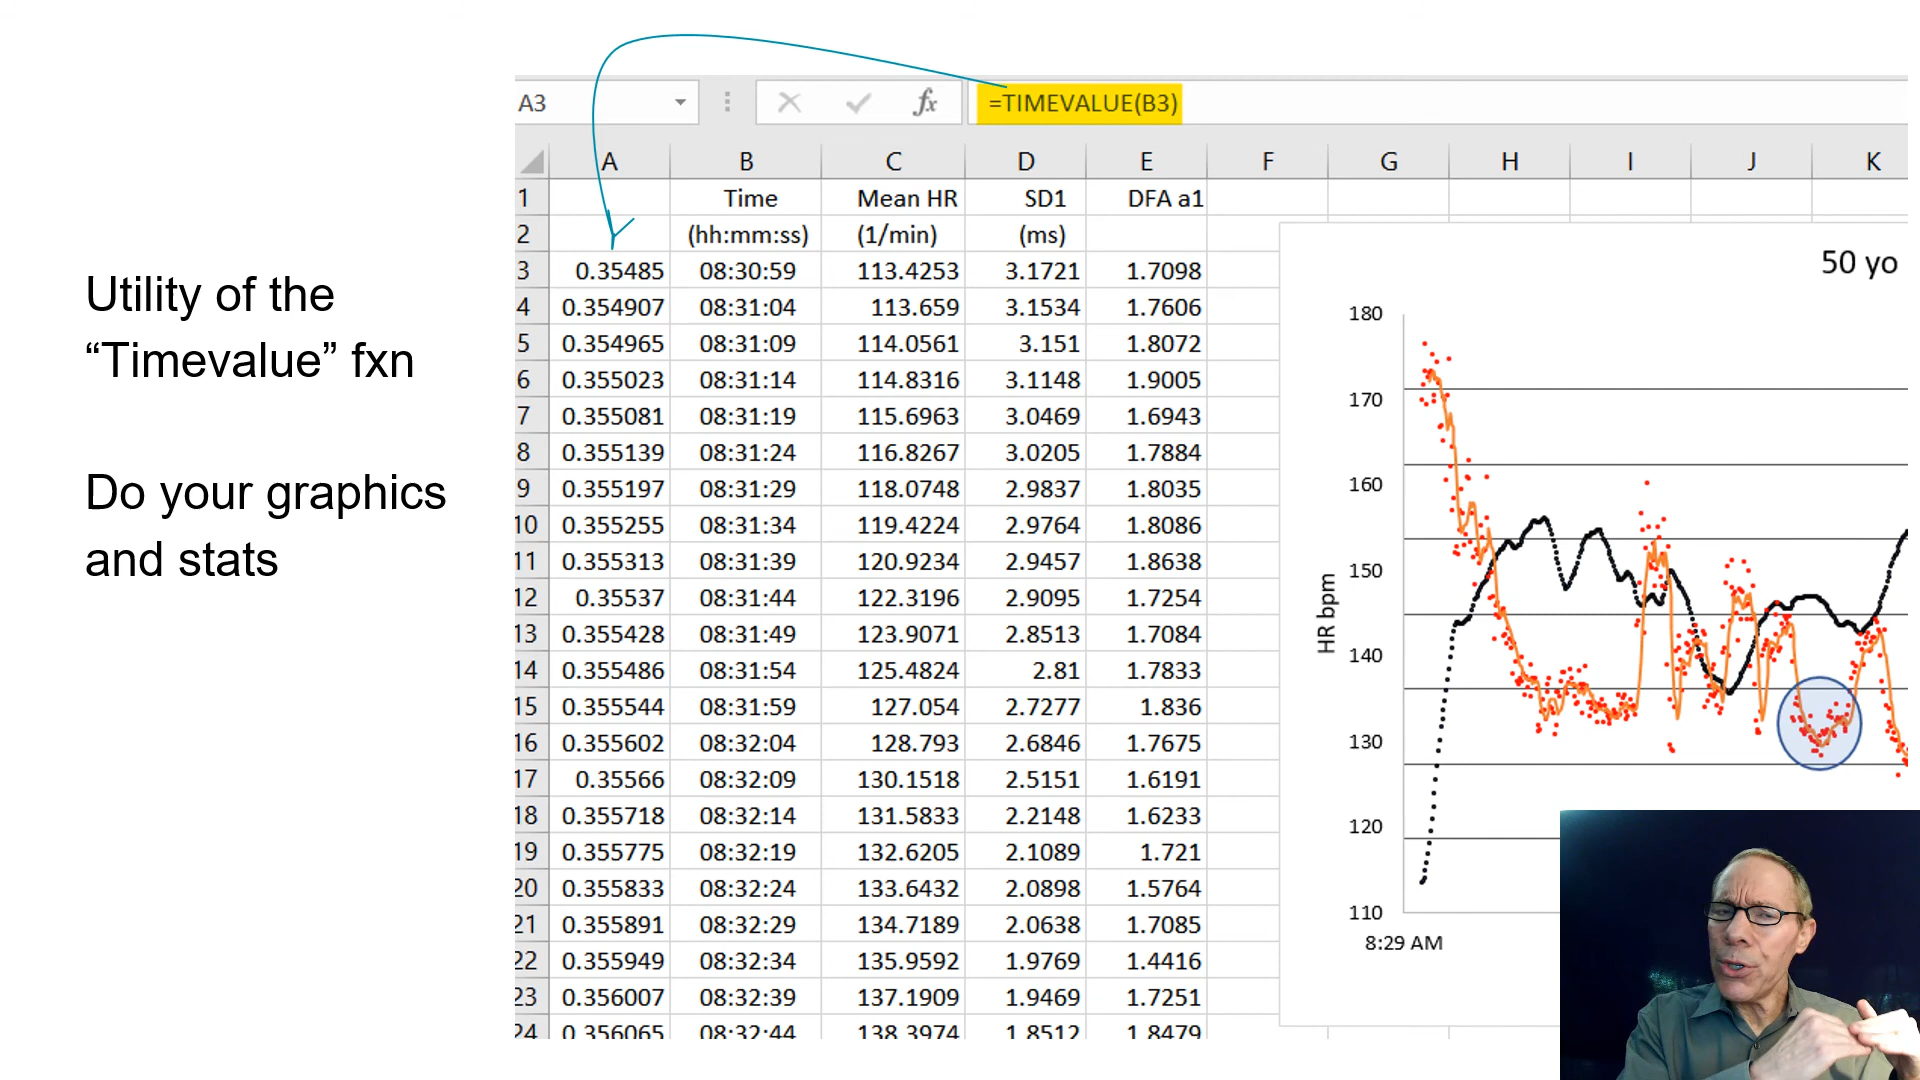 Utility of the
“Timevalue” fxn
Do your graphics
and stats
A3 fx =TIMEVALUE(B3)
A B C D E F G H I J K
1 Time Mean HR SD1 DFA a1
2 (hh:mm:ss) (1/min) (ms)
3 0.35485 08:30:59 113.4253 3.1721 1.7098
4 0.354907 08:31:04 113.659 3.1534 1.7606
5 0.354965 08:31:09 114.0561 3.151 1.8072
6 0.355023 08:31:14 114.8316 3.1148 1.9005
7 0.355081 08:31:19 115.6963 3.0469 1.6943
8 0.355139 08:31:24 116.8267 3.0205 1.7884
9 0.355197 08:31:29 118.0748 2.9837 1.8035
10 0.355255 08:31:34 119.4224 2.9764 1.8086
11 0.355313 08:31:39 120.9234 2.9457 1.8638
12 0.35537 08:31:44 122.3196 2.9095 1.7254
13 0.355428 08:31:49 123.9071 2.8513 1.7084
14 0.355486 08:31:54 125.4824 2.81 1.7833
15 0.355544 08:31:59 127.054 2.7277 1.836
16 0.355602 08:32:04 128.793 2.6846 1.7675
17 0.35566 08:32:09 130.1518 2.5151 1.6191
18 0.355718 08:32:14 131.5833 2.2148 1.6233
19 0.355775 08:32:19 132.6205 2.1089 1.721
20 0.355833 08:32:24 133.6432 2.0898 1.5764
21 0.355891 08:32:29 134.7189 2.0638 1.7085
22 0.355949 08:32:34 135.9592 1.9769 1.4416
23 0.356007 08:32:39 137.1909 1.9469 1.7251
24 0.356065 08:32:44 138.3974 1.8512 1.8479
50 yo
180
170
160
150
140
130
120
110
HR bpm
8:29 AM